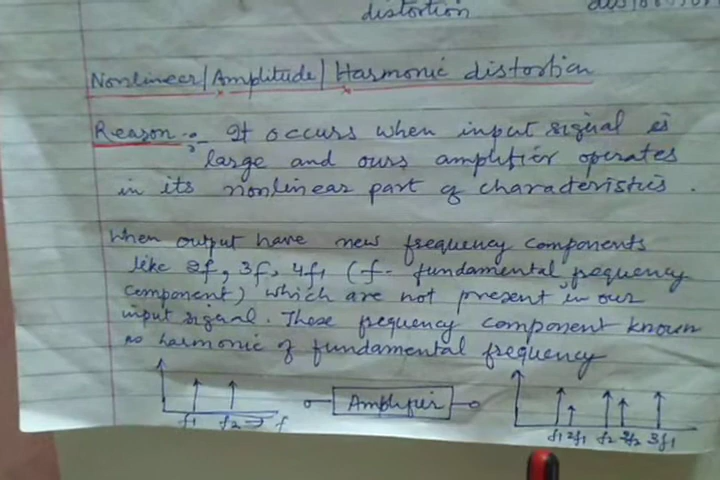 distortion
Nonlinear/Amplitude/Harmonic distortion
Reason:- It occurs when input signal is
large and ours amplifier operates
in its nonlinear part of characteristics.
When output have new frequency components
like 2f, 3f, 4f, (f- fundamental frequency
component) which are not present in our
input signal. These frequency component known
as harmonic of fundamental frequency
f1 f2 → f
Amplifier
f1 2f1 f2 2f2 3f1